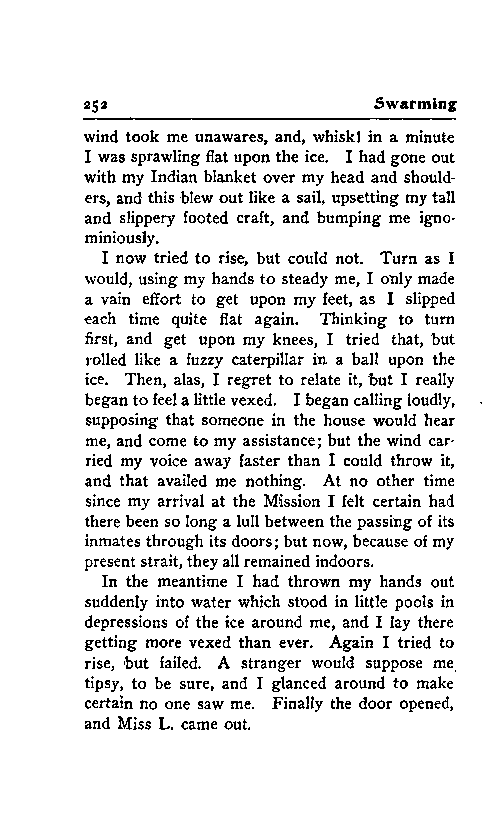 252 Swarming
wind took me unawares, and, whisk! in a minute
I was sprawling flat upon the ice. I had gone out
with my Indian blanket over my head and should-
ers, and this blew out like a sail, upsetting my tall
and slippery footed craft, and bumping me igno-
miniously.
I now tried to rise, but could not. Turn as I
would, using my hands to steady me, I only made
a vain effort to get upon my feet, as I slipped
each time quite flat again. Thinking to turn
first, and get upon my knees, I tried that, but
rolled like a fuzzy caterpillar in a ball upon the
ice. Then, alas, I regret to relate it, but I really
began to feel a little vexed. I began calling loudly,
supposing that someone in the house would hear
me, and come to my assistance; but the wind car-
ried my voice away faster than I could throw it,
and that availed me nothing. At no other time
since my arrival at the Mission I felt certain had
there been so long a lull between the passing of its
inmates through its doors; but now, because of my
present strait, they all remained indoors.
In the meantime I had thrown my hands out
suddenly into water which stood in little pools in
depressions of the ice around me, and I lay there
getting more vexed than ever. Again I tried to
rise, but failed. A stranger would suppose me
tipsy, to be sure, and I glanced around to make
certain no one saw me. Finally the door opened,
and Miss L. came out.